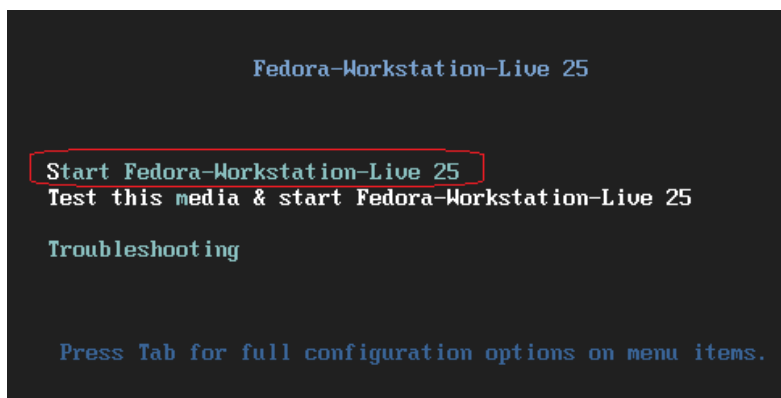 Fedora-Workstation-Live 25
Start Fedora-Workstation-Live 25
Test this media & start Fedora-Workstation-Live 25
Troubleshooting
Press Tab for full configuration options on menu items.